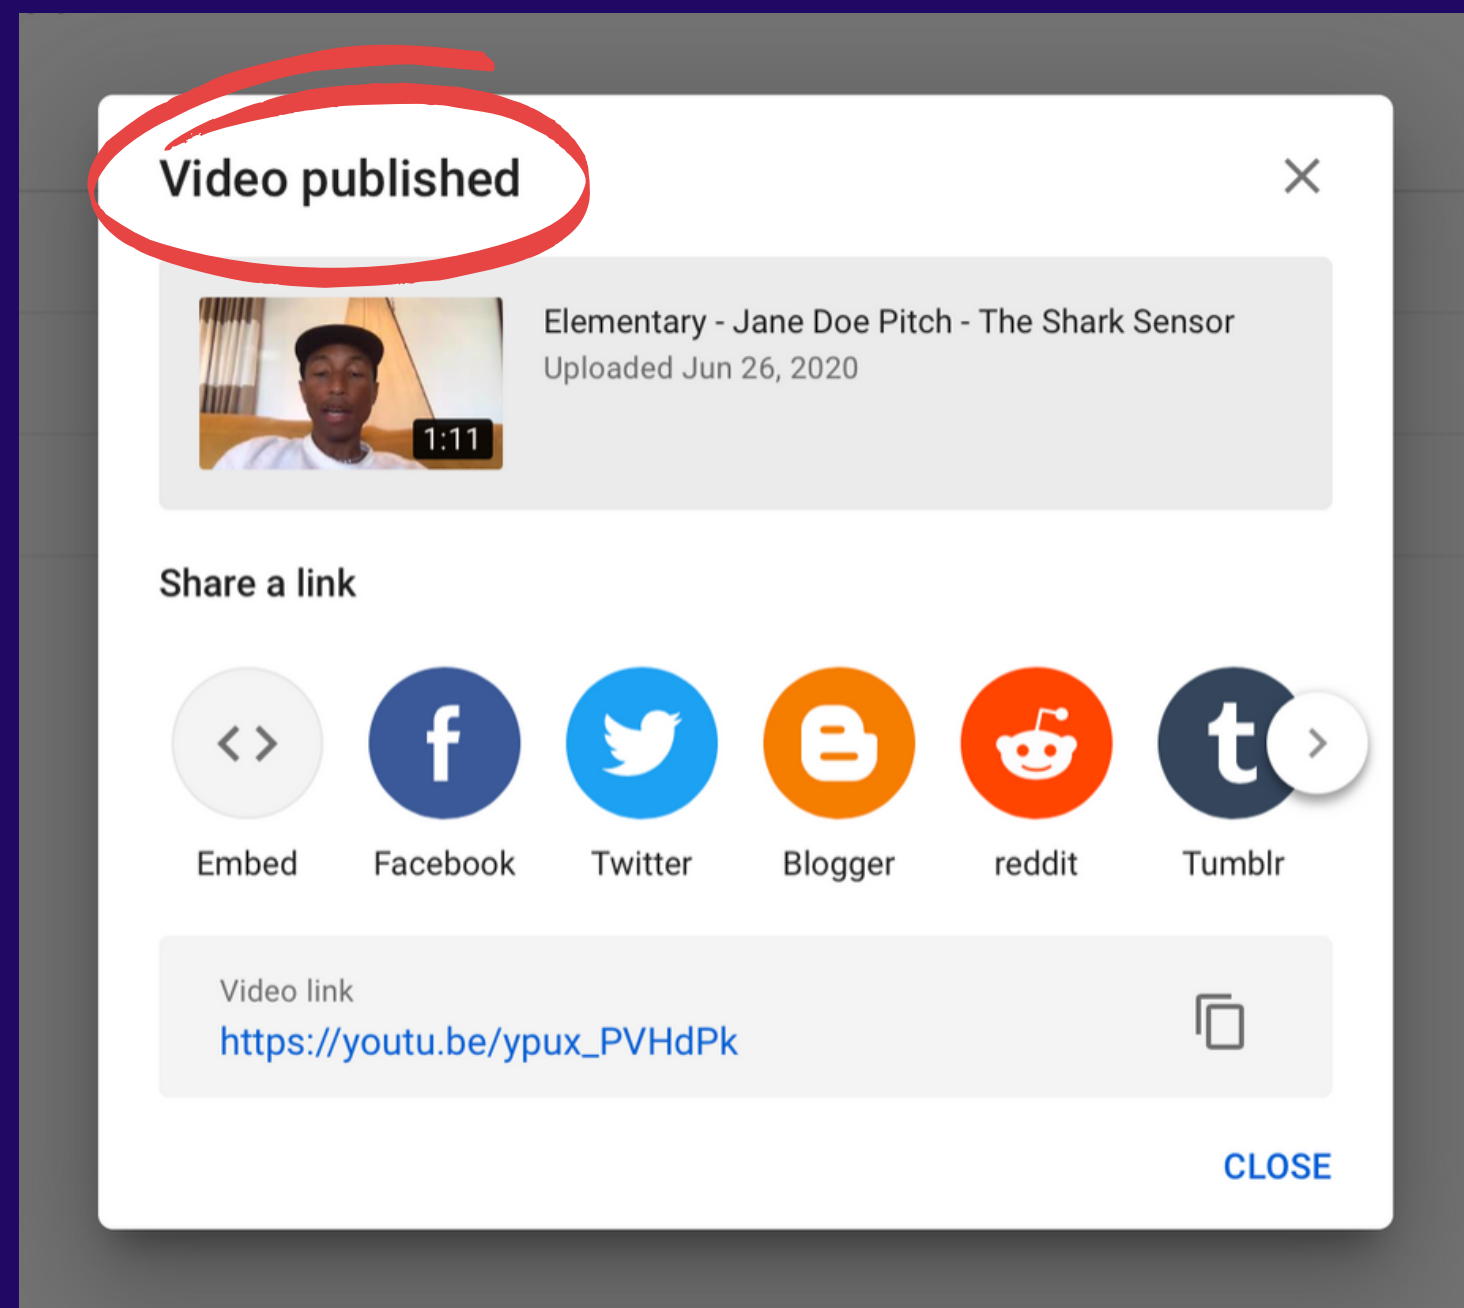 Video published
Elementary - Jane Doe Pitch - The Shark Sensor
Uploaded Jun 26, 2020
1:11
Share a link
Embed Facebook Twitter Blogger reddit Tumblr
Video link
https://youtu.be/ypux_PVHdPk
CLOSE